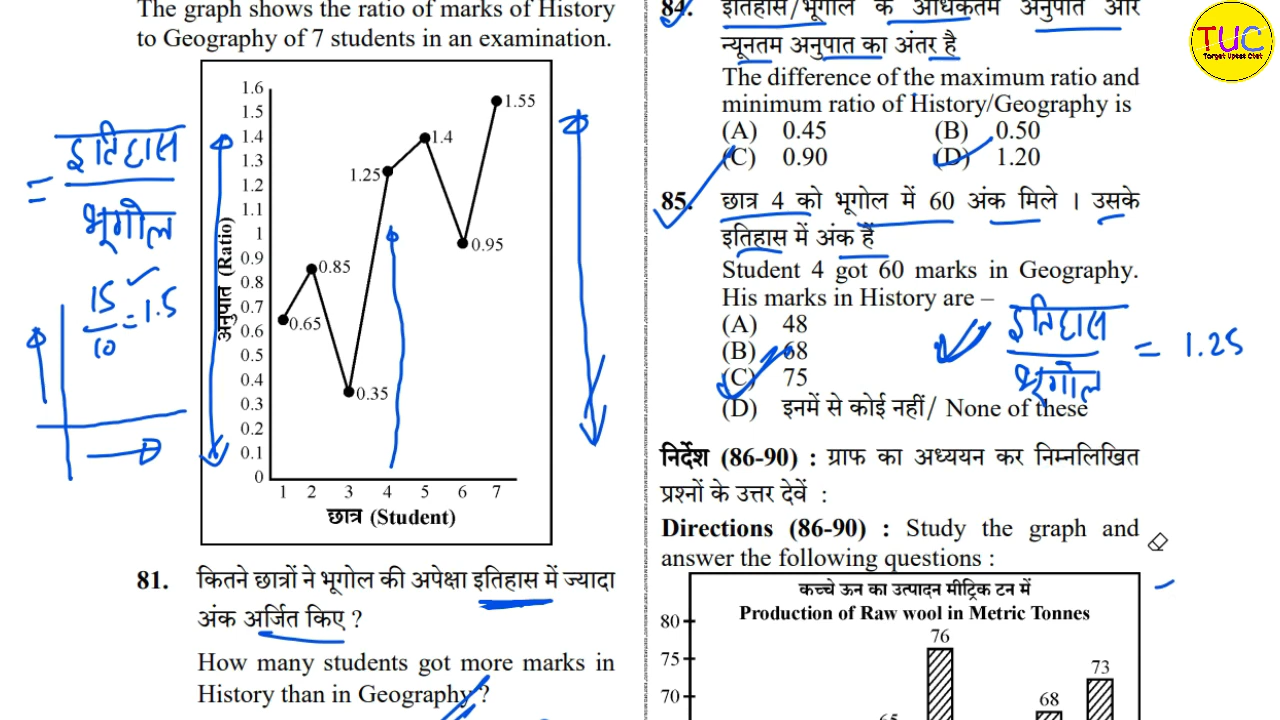 The graph shows the ratio of marks of History
to Geography of 7 students in an examination.
1.6
1.5
1.4
1.3
1.2
1.1
1
0.9
0.8
0.7
0.6
0.5
0.4
0.3
0.2
0.1
0
अनुपात (Ratio)
0.65
0.85
0.35
1.25
1.4
0.95
1.55
1 2 3 4 5 6 7
छात्र (Student)
= इतिहास
भूगोल
15
10
=1.5
81. कितने छात्रों ने भूगोल की अपेक्षा इतिहास में ज्यादा
अंक अर्जित किए ?
How many students got more marks in
History than in Geography ?
84. इतिहास/भूगोल के अधिकतम अनुपात और
न्यूनतम अनुपात का अंतर है
The difference of the maximum ratio and
minimum ratio of History/Geography is
(A) 0.45 (B) 0.50
(C) 0.90 (D) 1.20
85. छात्र 4 को भूगोल में 60 अंक मिले । उसके
इतिहास में अंक हैं
Student 4 got 60 marks in Geography.
His marks in History are –
(A) 48
(B) 68
(C) 75
(D) इनमें से कोई नहीं/ None of these
इतिहास
भूगोल
= 1.25
निर्देश (86-90) : ग्राफ का अध्ययन कर निम्नलिखित
प्रश्नों के उत्तर देवें :
Directions (86-90) : Study the graph and
answer the following questions :
कच्चे ऊन का उत्पादन मीट्रिक टन में
Production of Raw wool in Metric Tonnes
80
75
70
76
68
73
65
TUC
Target Upsc Ctet